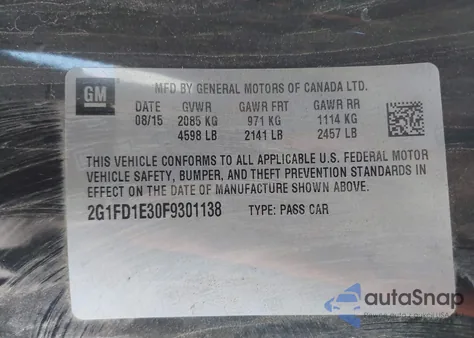 GM
MFD BY GENERAL MOTORS OF CANADA LTD.
DATE GVWR GAWR FRT GAWR RR
08/15 2085 KG 971 KG 1114 KG
4598 LB 2141 LB 2457 LB
THIS VEHICLE CONFORMS TO ALL APPLICABLE U.S. FEDERAL MOTOR
VEHICLE SAFETY, BUMPER, AND THEFT PREVENTION STANDARDS IN
EFFECT ON THE DATE OF MANUFACTURE SHOWN ABOVE.
2G1FD1E30F9301138 TYPE: PASS CAR
autoSnap